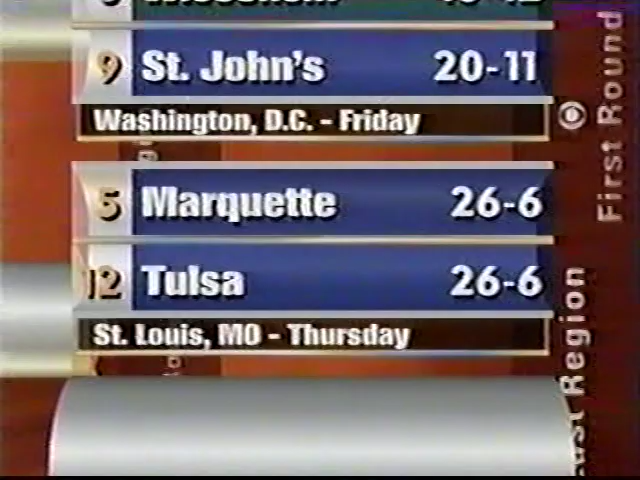 9 St. John's 20-11
Washington, D.C. - Friday
5 Marquette 26-6
12 Tulsa 26-6
St. Louis, MO - Thursday
First Round
Region